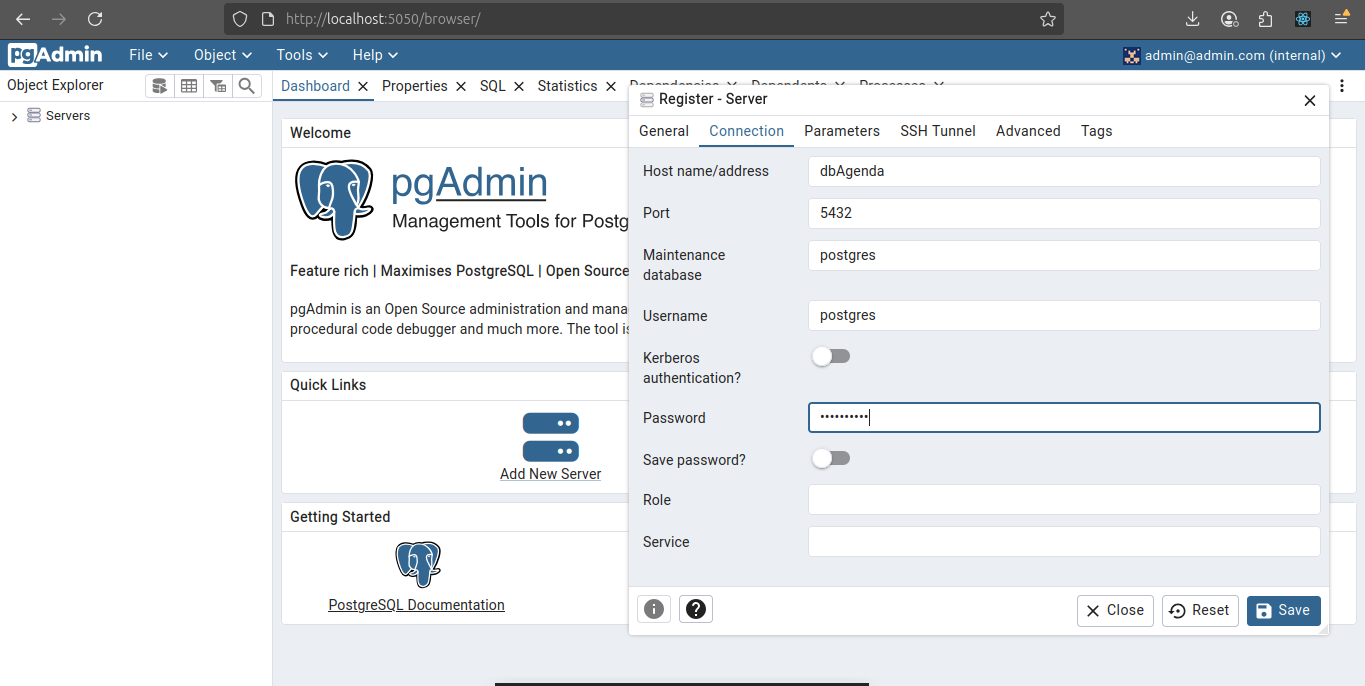 http://localhost:5050/browser/
pgAdmin File Object Tools Help admin@admin.com (internal)
Object Explorer
Servers
Dashboard Properties SQL Statistics Dependencies Dependents Processes
Welcome
pgAdmin
Management Tools for Postg
Feature rich | Maximises PostgreSQL | Open Source
pgAdmin is an Open Source administration and mana
procedural code debugger and much more. The tool is
Quick Links
Add New Server
Getting Started
PostgreSQL Documentation
Register - Server
General Connection Parameters SSH Tunnel Advanced Tags
Host name/address dbAgenda
Port 5432
Maintenance
database postgres
Username postgres
Kerberos
authentication?
Password ••••••••••
Save password?
Role
Service
Close Reset Save